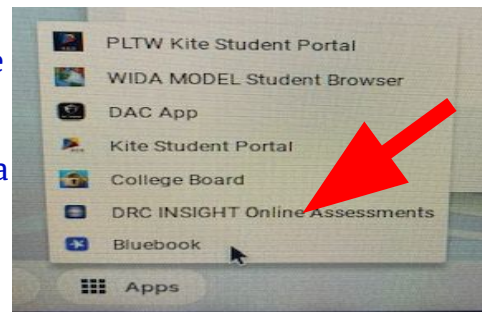 e
PLTW Kite Student Portal
WIDA MODEL Student Browser
DAC App
a
Kite Student Portal
College Board
DRC INSIGHT Online Assessments
Bluebook
Apps